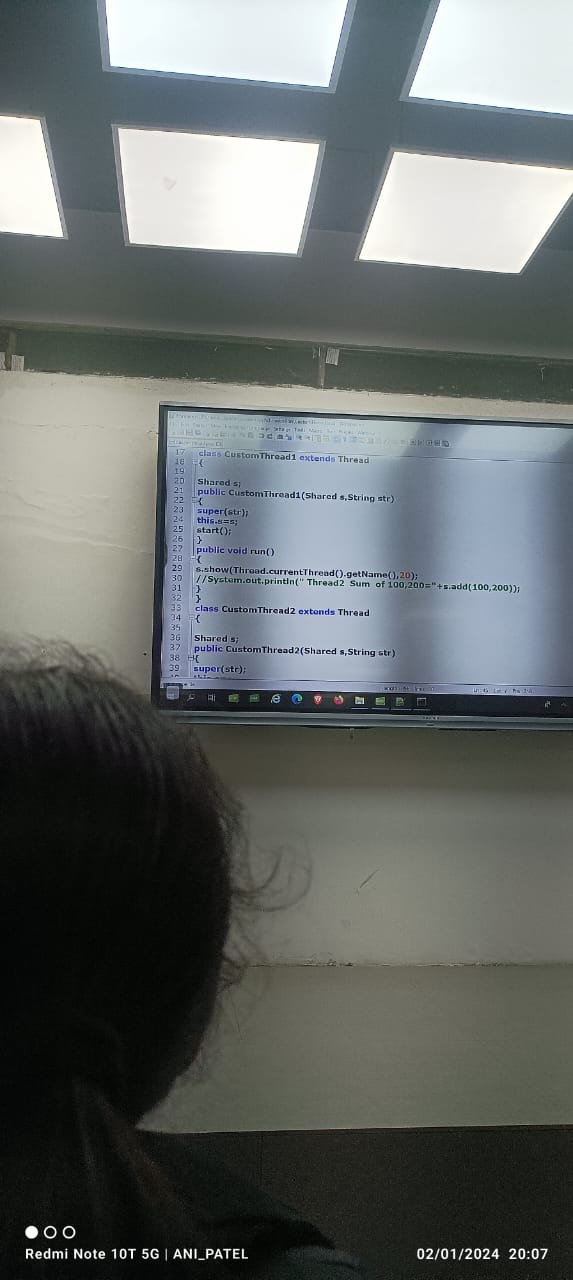 17 class CustomThread1 extends Thread
18 {
19
20 Shared s;
21 public CustomThread1(Shared s,String str)
22 {
23 super(str);
24 this.s=s;
25 start();
26 }
27 public void run()
28 {
29 s.show(Thread.currentThread().getName(),20);
30 //System.out.println(" Thread2 Sum of 100,200="+s.add(100,200));
31 }
32 }
33 class CustomThread2 extends Thread
34 {
35
36 Shared s;
37 public CustomThread2(Shared s,String str)
38 {
39 super(str);
Redmi Note 10T 5G | ANI_PATEL
02/01/2024 20:07